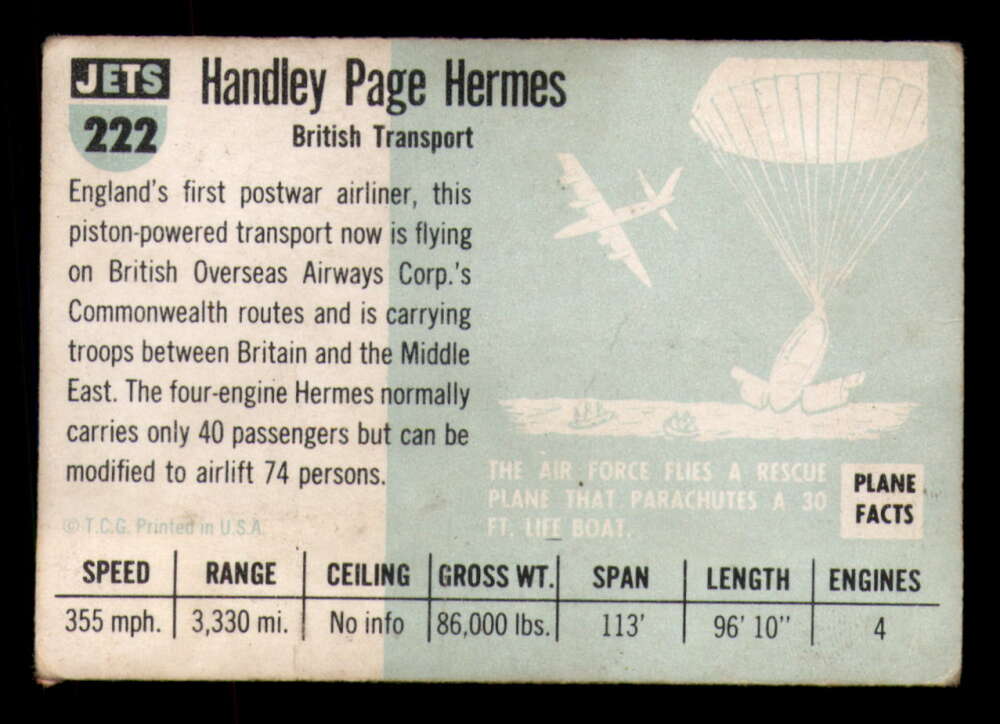 JETS
222
Handley Page Hermes
British Transport
England's first postwar airliner, this
piston-powered transport now is flying
on British Overseas Airways Corp.'s
Commonwealth routes and is carrying
troops between Britain and the Middle
East. The four-engine Hermes normally
carries only 40 passengers but can be
modified to airlift 74 persons.
© T.C.G. Printed in U.S.A.
THE AIR FORCE FLIES A RESCUE
PLANE THAT PARACHUTES A 30
FT. LIFE BOAT.
PLANE
FACTS
SPEED RANGE CEILING GROSS WT. SPAN LENGTH ENGINES
355 mph. 3,330 mi. No info 86,000 lbs. 113' 96' 10" 4